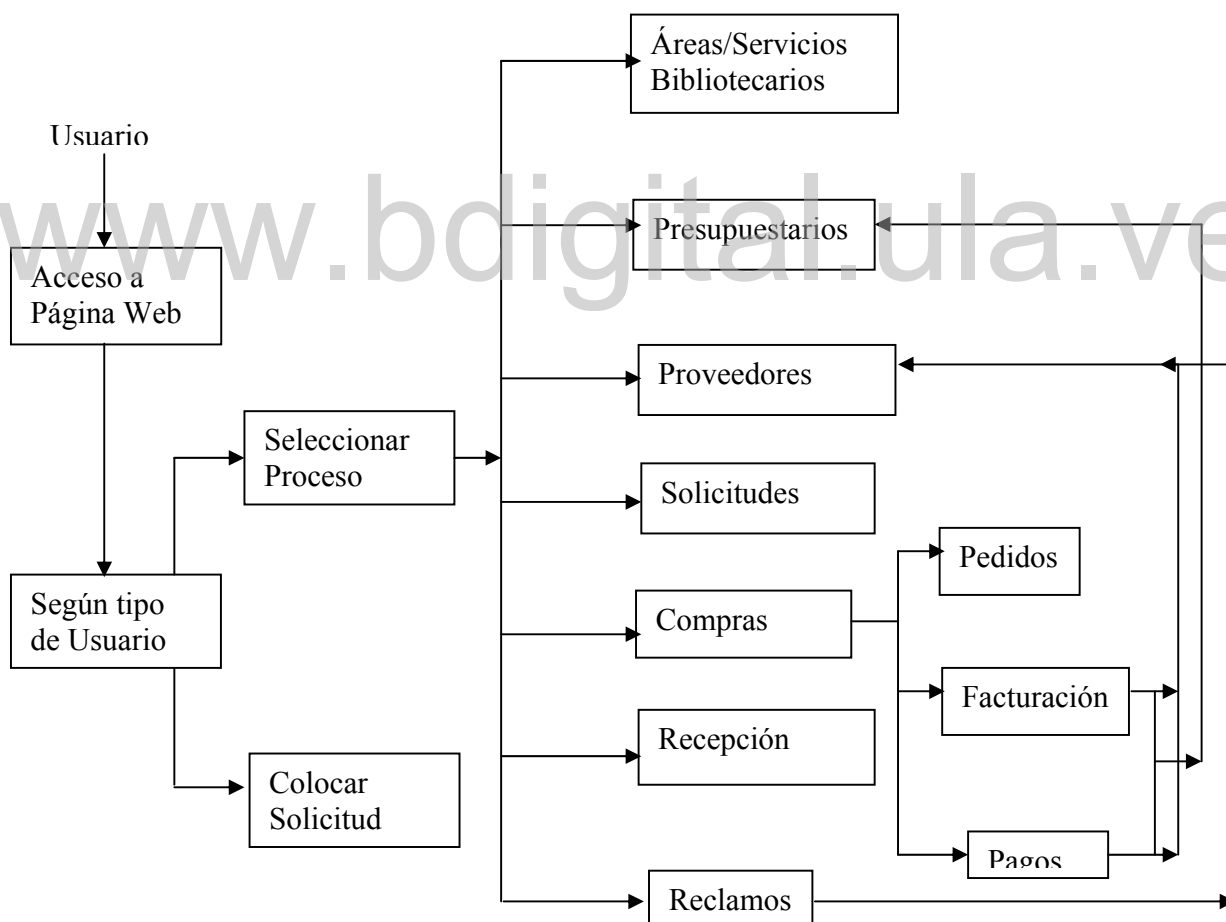 Áreas/Servicios
Bibliotecarios
Usuario
www.bdigital.ula.ve
Presupuestarios
Acceso a
Página Web
Proveedores
Seleccionar
Proceso
Solicitudes
Pedidos
Según tipo
de Usuario
Compras
Facturación
Recepción
Colocar
Solicitud
Pagos
Reclamos